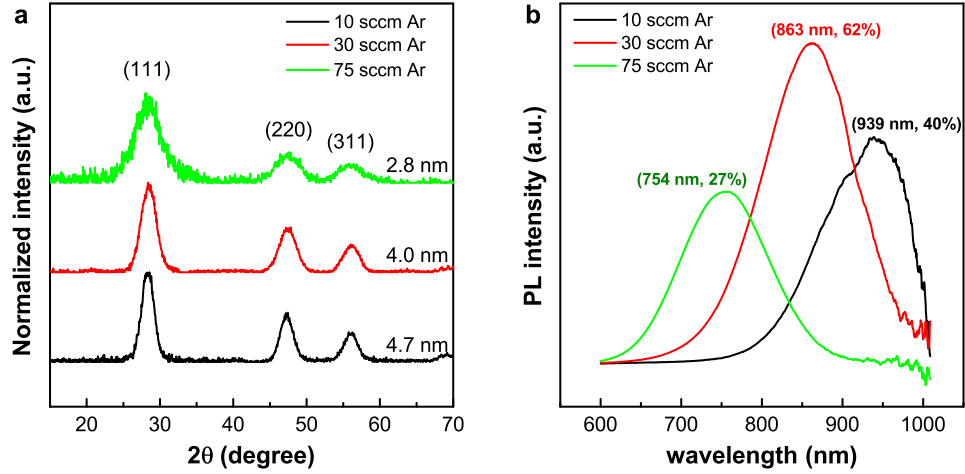 a
10 sccm Ar
30 sccm Ar
75 sccm Ar
(111)
(220)
(311)
2.8 nm
4.0 nm
4.7 nm
Normalized intensity (a.u.)
20 30 40 50 60 70
2θ (degree)
b
10 sccm Ar
30 sccm Ar
75 sccm Ar
(863 nm, 62%)
(939 nm, 40%)
(754 nm, 27%)
PL intensity (a.u.)
600 700 800 900 1000
wavelength (nm)